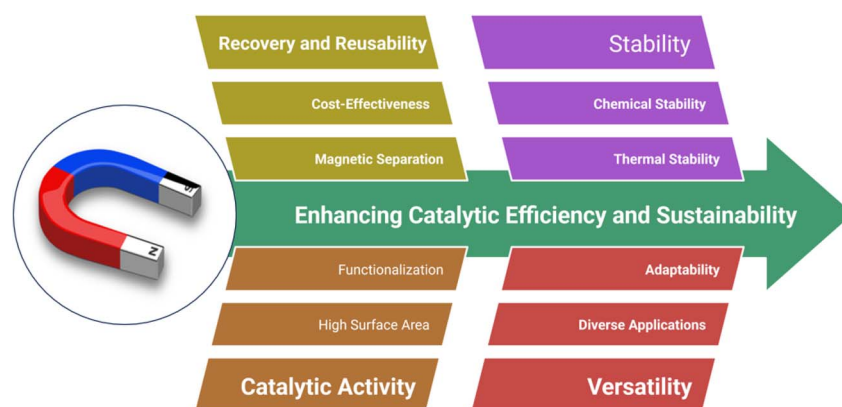 Recovery and Reusability
Stability
Cost-Effectiveness
Chemical Stability
Magnetic Separation
Thermal Stability
S
Enhancing Catalytic Efficiency and Sustainability
N
Functionalization
Adaptability
High Surface Area
Diverse Applications
Catalytic Activity
Versatility